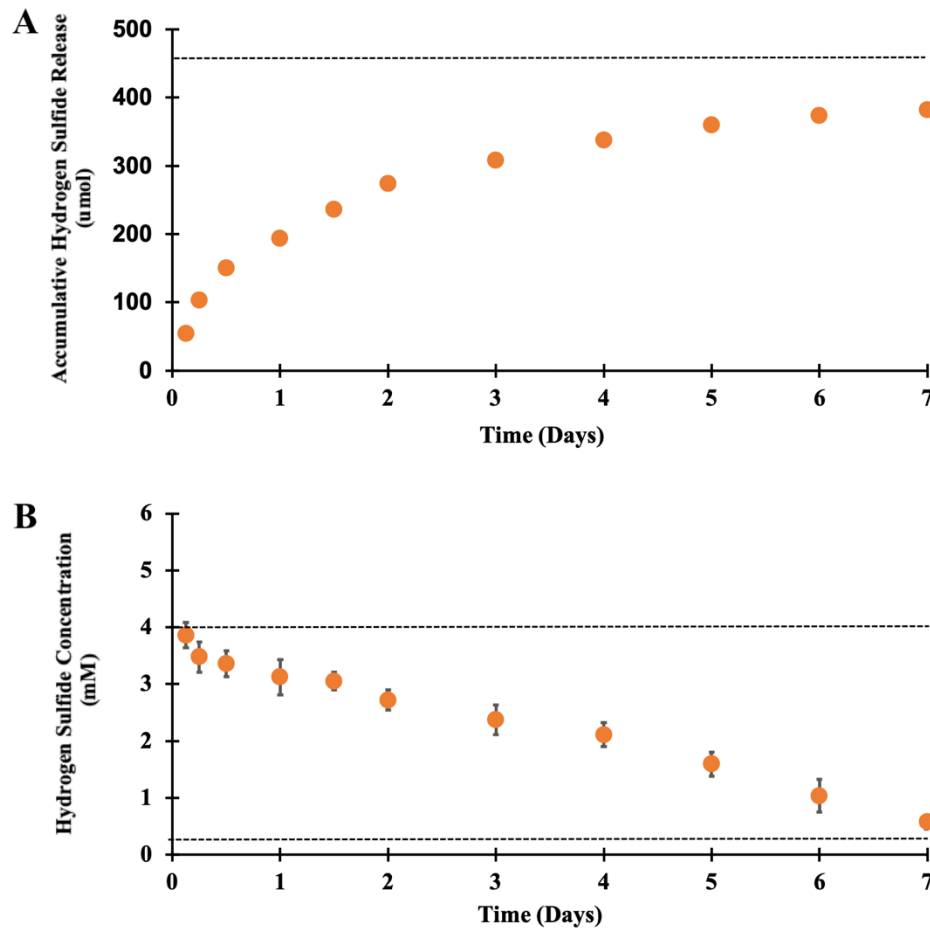 A
Accumulative Hydrogen Sulfide Release
(umol)
500
400
300
200
100
0
0 1 2 3 4 5 6 7
Time (Days)
B
Hydrogen Sulfide Concentration
(mM)
6
5
4
3
2
1
0
0 1 2 3 4 5 6 7
Time (Days)